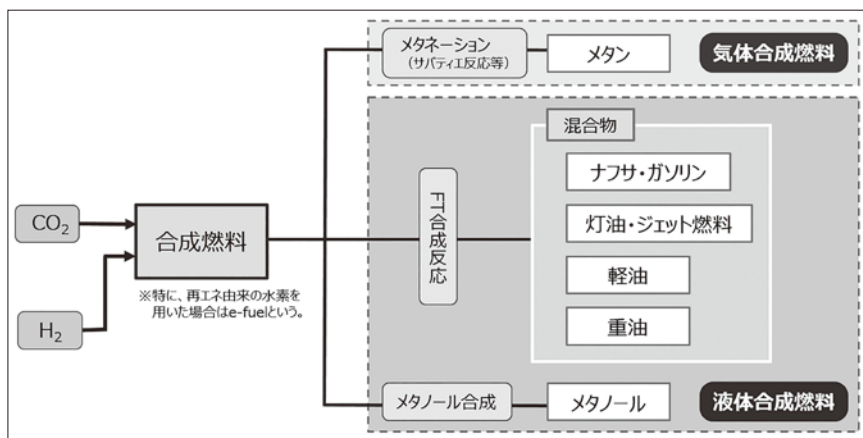 CO2
H2
合成燃料
※特に、再エネ由来の水素を
用いた場合はe-fuelという。
メタネーション
（サバティエ反応等）
メタン
気体合成燃料
FT合成反応
混合物
ナフサ・ガソリン
灯油・ジェット燃料
軽油
重油
メタノール合成
メタノール
液体合成燃料